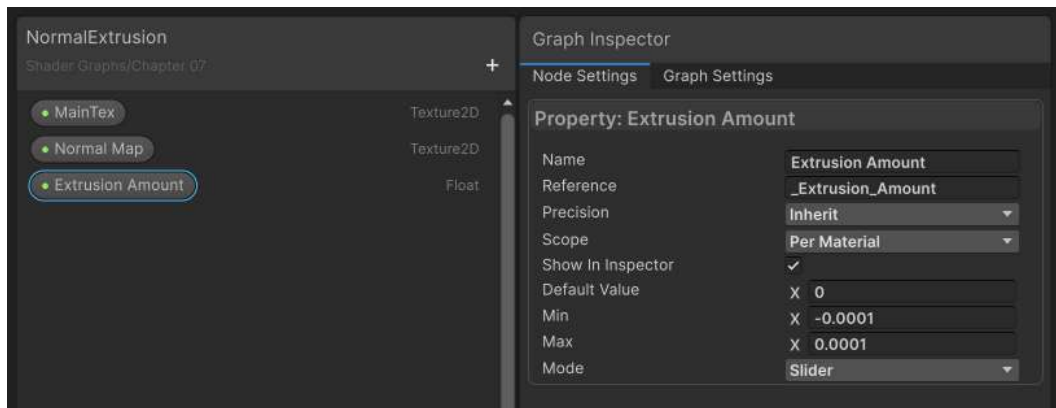 NormalExtrusion
Shader Graphs/Chapter 07
+
MainTex Texture2D
Normal Map Texture2D
Extrusion Amount Float
Graph Inspector
Node Settings Graph Settings
Property: Extrusion Amount
Name Extrusion Amount
Reference _Extrusion_Amount
Precision Inherit
Scope Per Material
Show In Inspector
Default Value X 0
Min X -0.0001
Max X 0.0001
Mode Slider